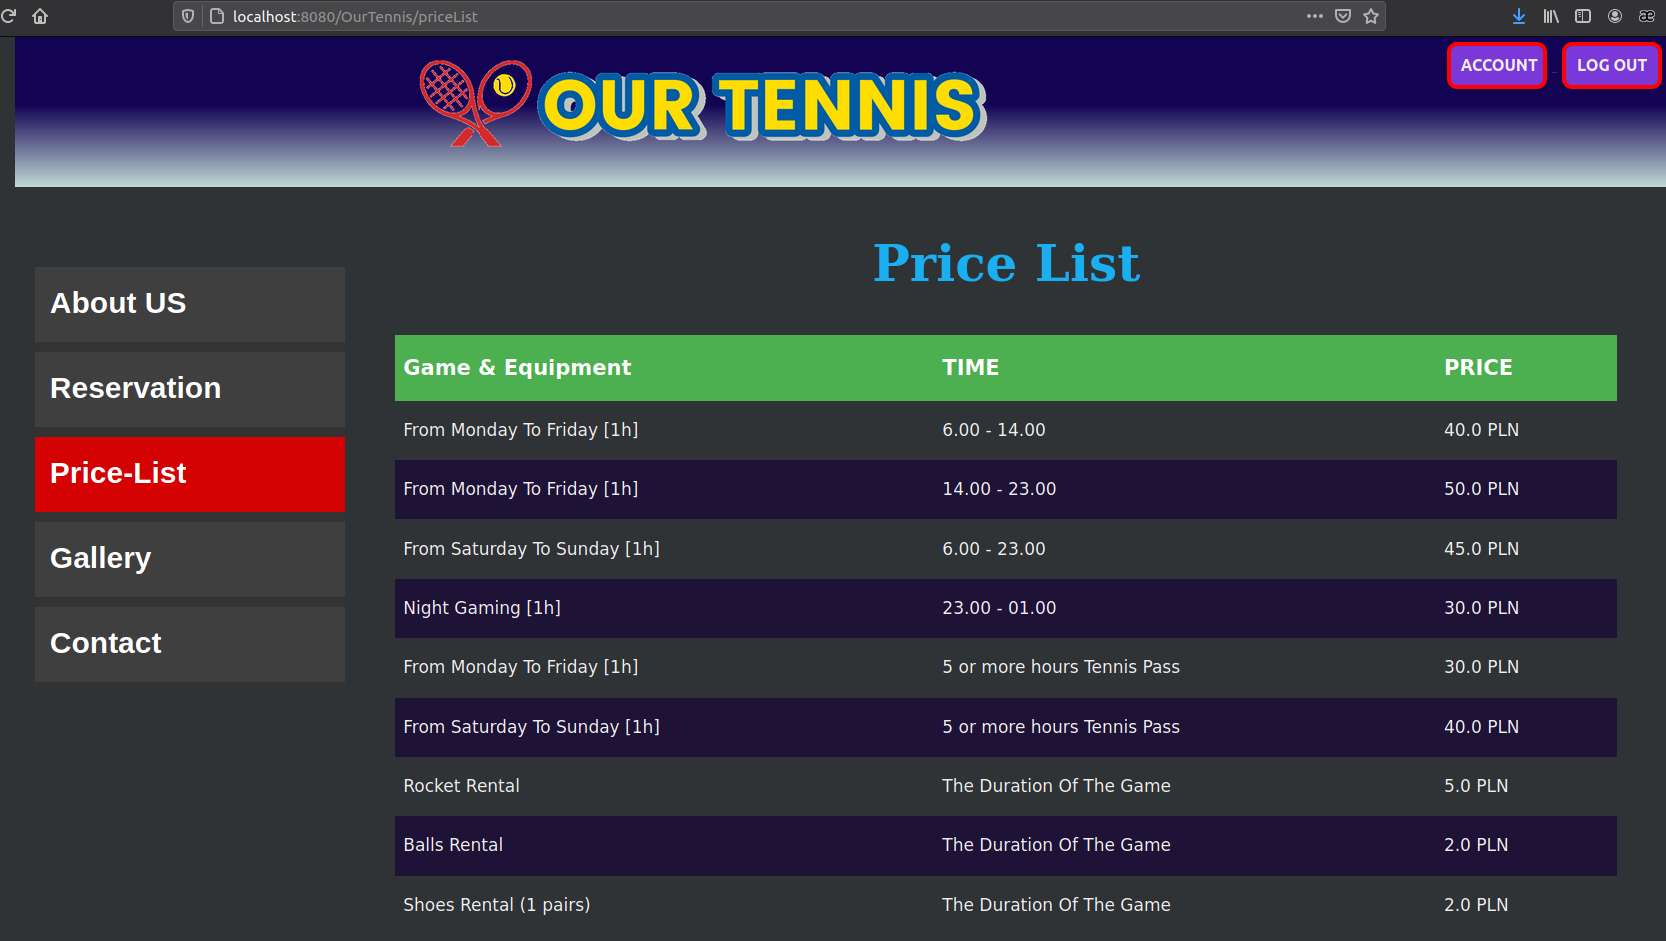 localhost:8080/OurTennis/priceList
ACCOUNT LOG OUT
OUR TENNIS
Price List
About US
Reservation
Price-List
Gallery
Contact
Game & Equipment TIME PRICE
From Monday To Friday [1h] 6.00 - 14.00 40.0 PLN
From Monday To Friday [1h] 14.00 - 23.00 50.0 PLN
From Saturday To Sunday [1h] 6.00 - 23.00 45.0 PLN
Night Gaming [1h] 23.00 - 01.00 30.0 PLN
From Monday To Friday [1h] 5 or more hours Tennis Pass 30.0 PLN
From Saturday To Sunday [1h] 5 or more hours Tennis Pass 40.0 PLN
Rocket Rental The Duration Of The Game 5.0 PLN
Balls Rental The Duration Of The Game 2.0 PLN
Shoes Rental (1 pairs) The Duration Of The Game 2.0 PLN